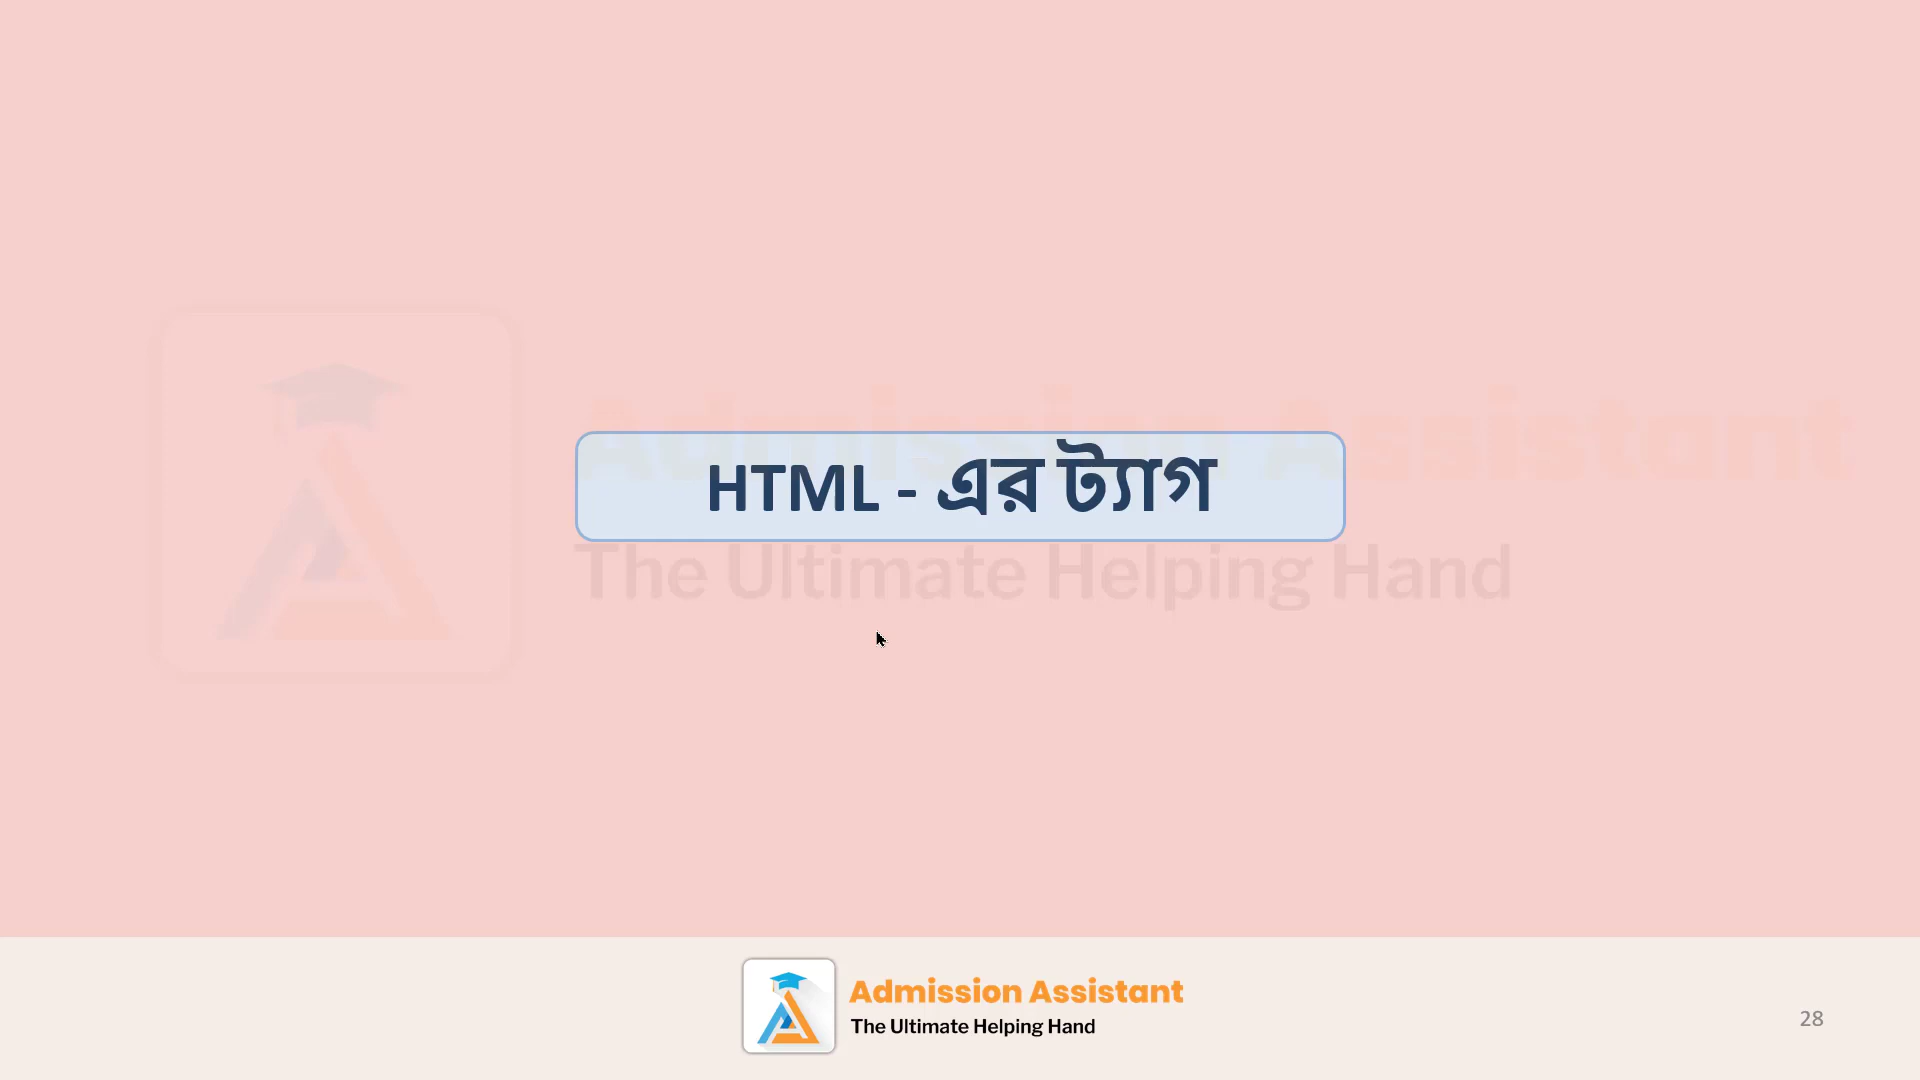 Admission Assistant
HTML - এর ট্যাগ
The Ultimate Helping Hand
Admission Assistant
The Ultimate Helping Hand
28